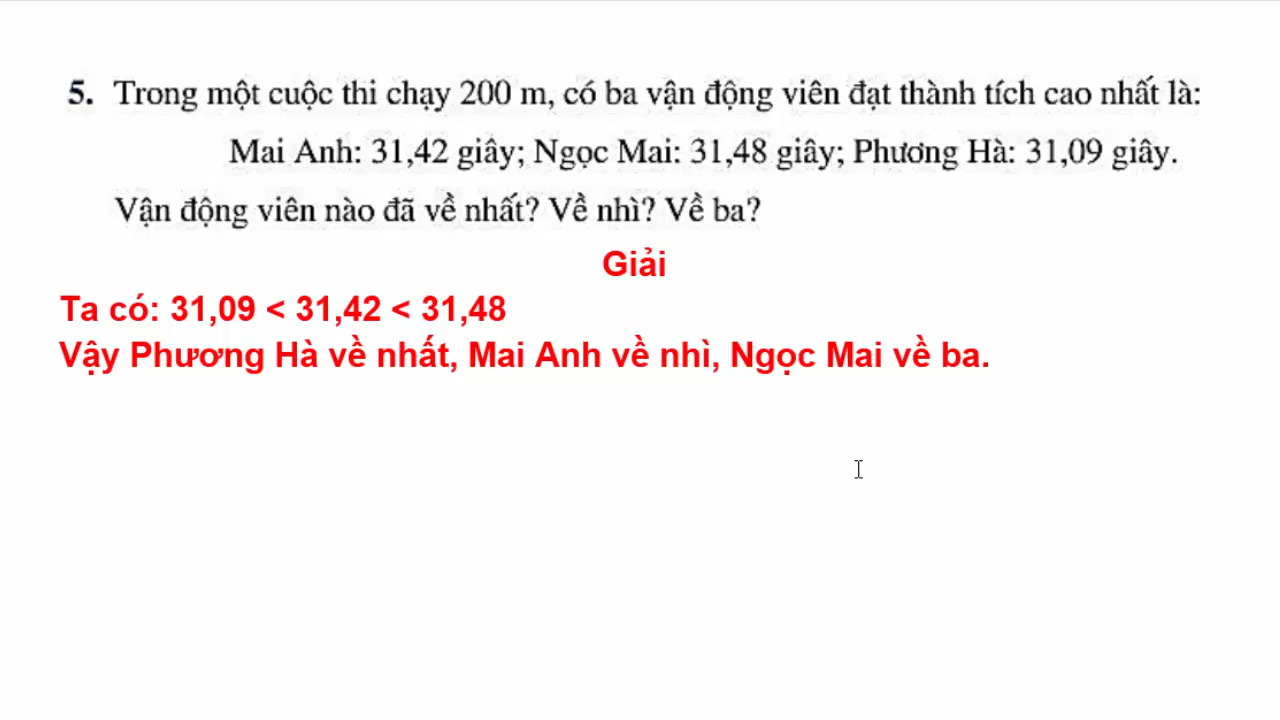 5. Trong một cuộc thi chạy 200 m, có ba vận động viên đạt thành tích cao nhất là:
Mai Anh: 31,42 giây; Ngọc Mai: 31,48 giây; Phương Hà: 31,09 giây.
Vận động viên nào đã về nhất? Về nhì? Về ba?
Giải
Ta có: 31,09 < 31,42 < 31,48
Vậy Phương Hà về nhất, Mai Anh về nhì, Ngọc Mai về ba.